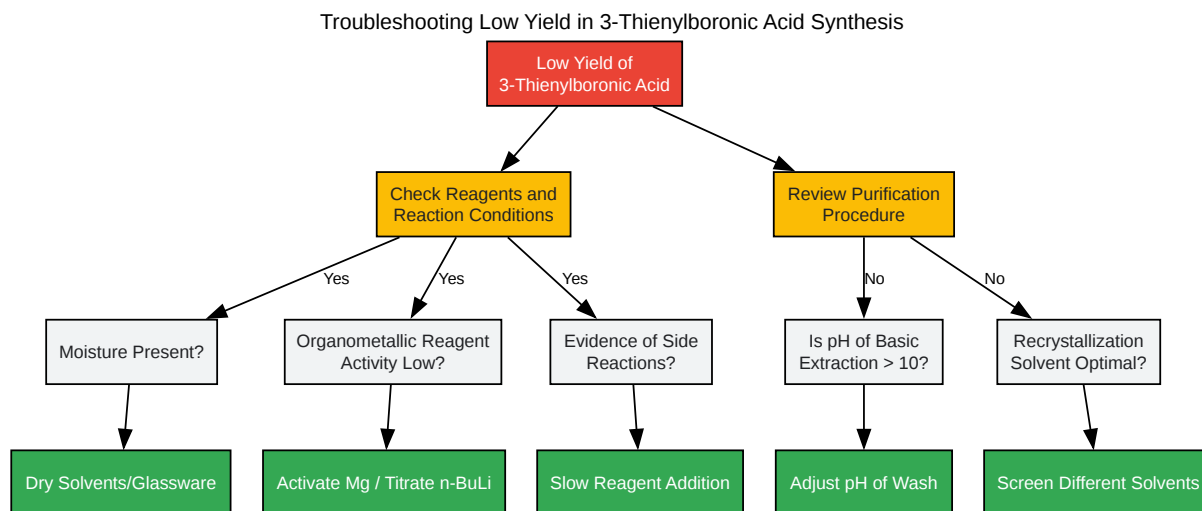 Troubleshooting Low Yield in 3-Thienylboronic Acid Synthesis
Low Yield of
3-Thienylboronic Acid
Check Reagents and
Reaction Conditions
Review Purification
Procedure
Yes
Yes
Yes
No
No
Moisture Present?
Organometallic Reagent
Activity Low?
Evidence of Side
Reactions?
Is pH of Basic
Extraction > 10?
Recrystallization
Solvent Optimal?
Dry Solvents/Glassware
Activate Mg / Titrate n-BuLi
Slow Reagent Addition
Adjust pH of Wash
Screen Different Solvents